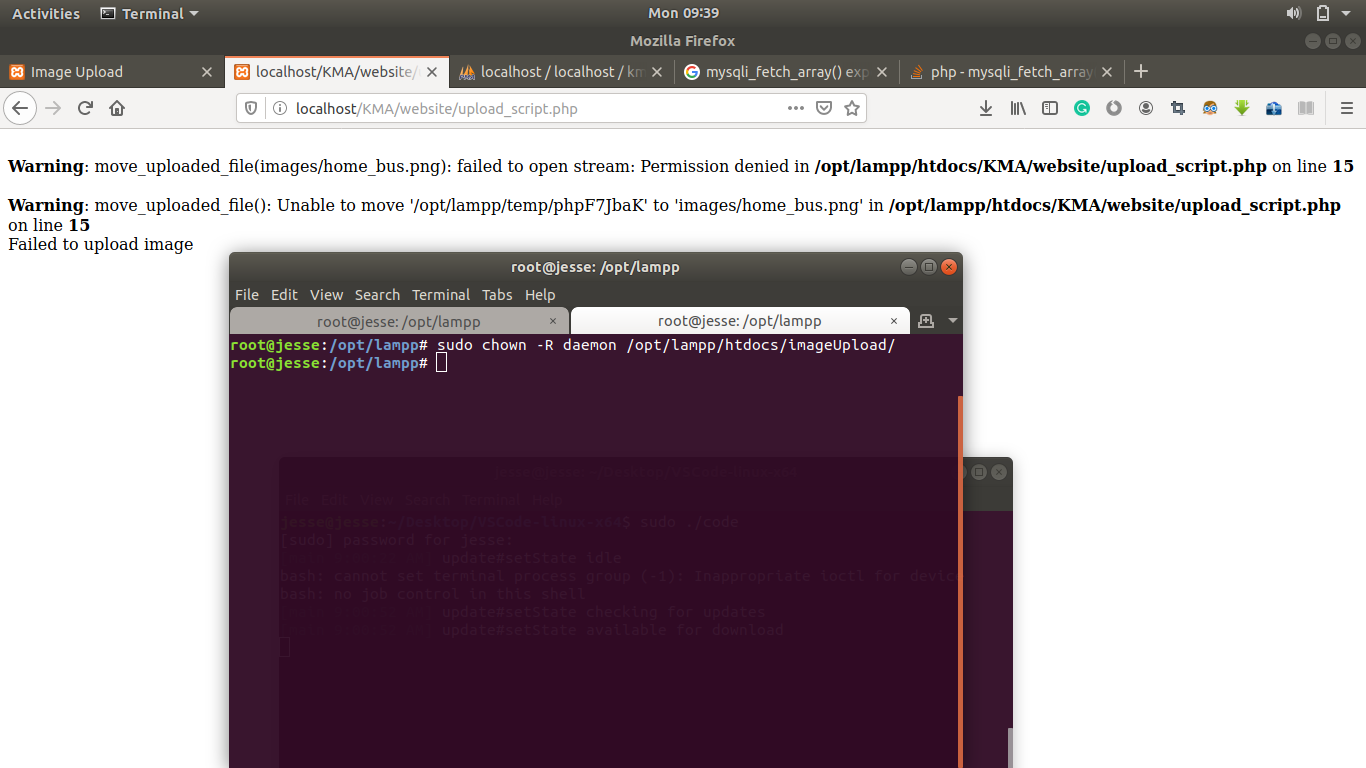 Activities Terminal Mon 09:39
Mozilla Firefox
Image Upload localhost/KMA/website/ localhost / localhost / km mysqli_fetch_array() exp php - mysqli_fetch_array
localhost/KMA/website/upload_script.php
Warning: move_uploaded_file(images/home_bus.png): failed to open stream: Permission denied in /opt/lampp/htdocs/KMA/website/upload_script.php on line 15
Warning: move_uploaded_file(): Unable to move '/opt/lampp/temp/phpF7JbaK' to 'images/home_bus.png' in /opt/lampp/htdocs/KMA/website/upload_script.php
on line 15
Failed to upload image
root@jesse: /opt/lampp
File Edit View Search Terminal Tabs Help
root@jesse: /opt/lampp root@jesse: /opt/lampp
root@jesse:/opt/lampp# sudo chown -R daemon /opt/lampp/htdocs/imageUpload/
root@jesse:/opt/lampp#
File Edit View Search Terminal Help
jesse@jesse:~/Desktop/VSCode-linux-x64$ sudo ./code
[sudo] password for jesse:
update#setState idle
bash: cannot set terminal process group (-1): Inappropriate ioctl for device
bash: no job control in this shell
update#setState checking for updates
update#setState available for download